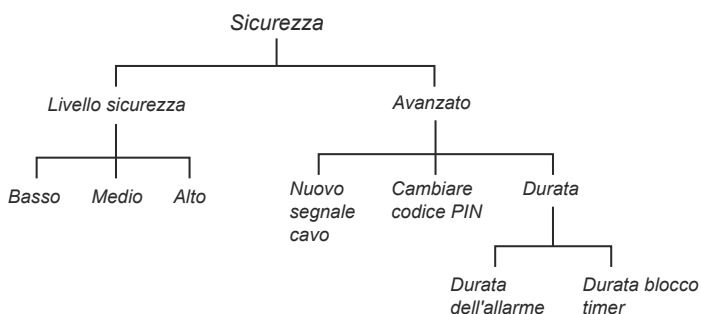 Sicurezza
Livello sicurezza
Avanzato
Basso
Medio
Alto
Nuovo
segnale
cavo
Cambiare
codice PIN
Durata
Durata
dell'allarme
Durata blocco
timer